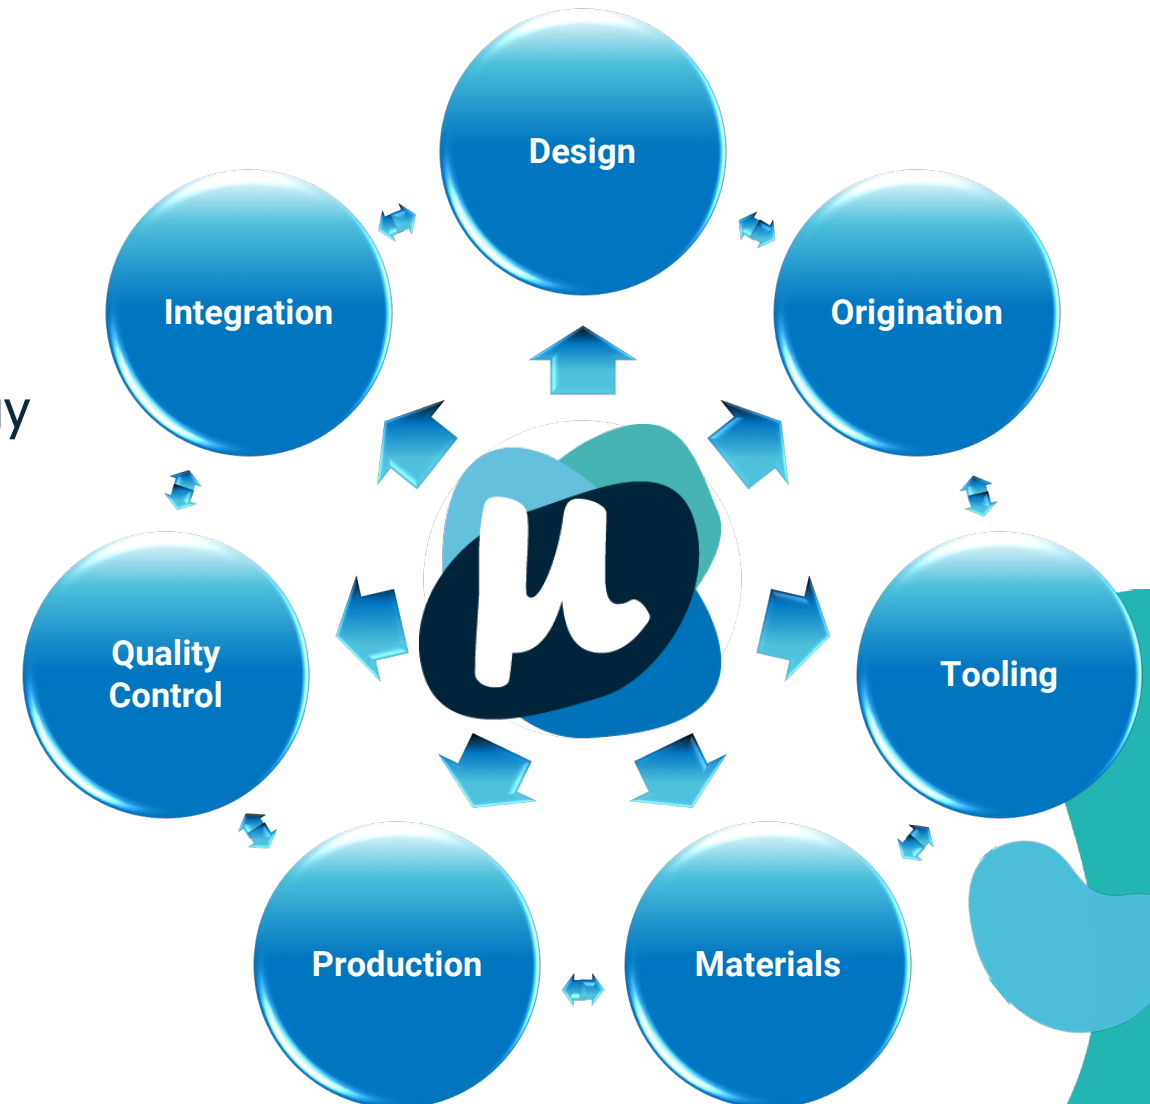 Design
Integration
Origination
μ
Quality
Control
Tooling
Production
Materials